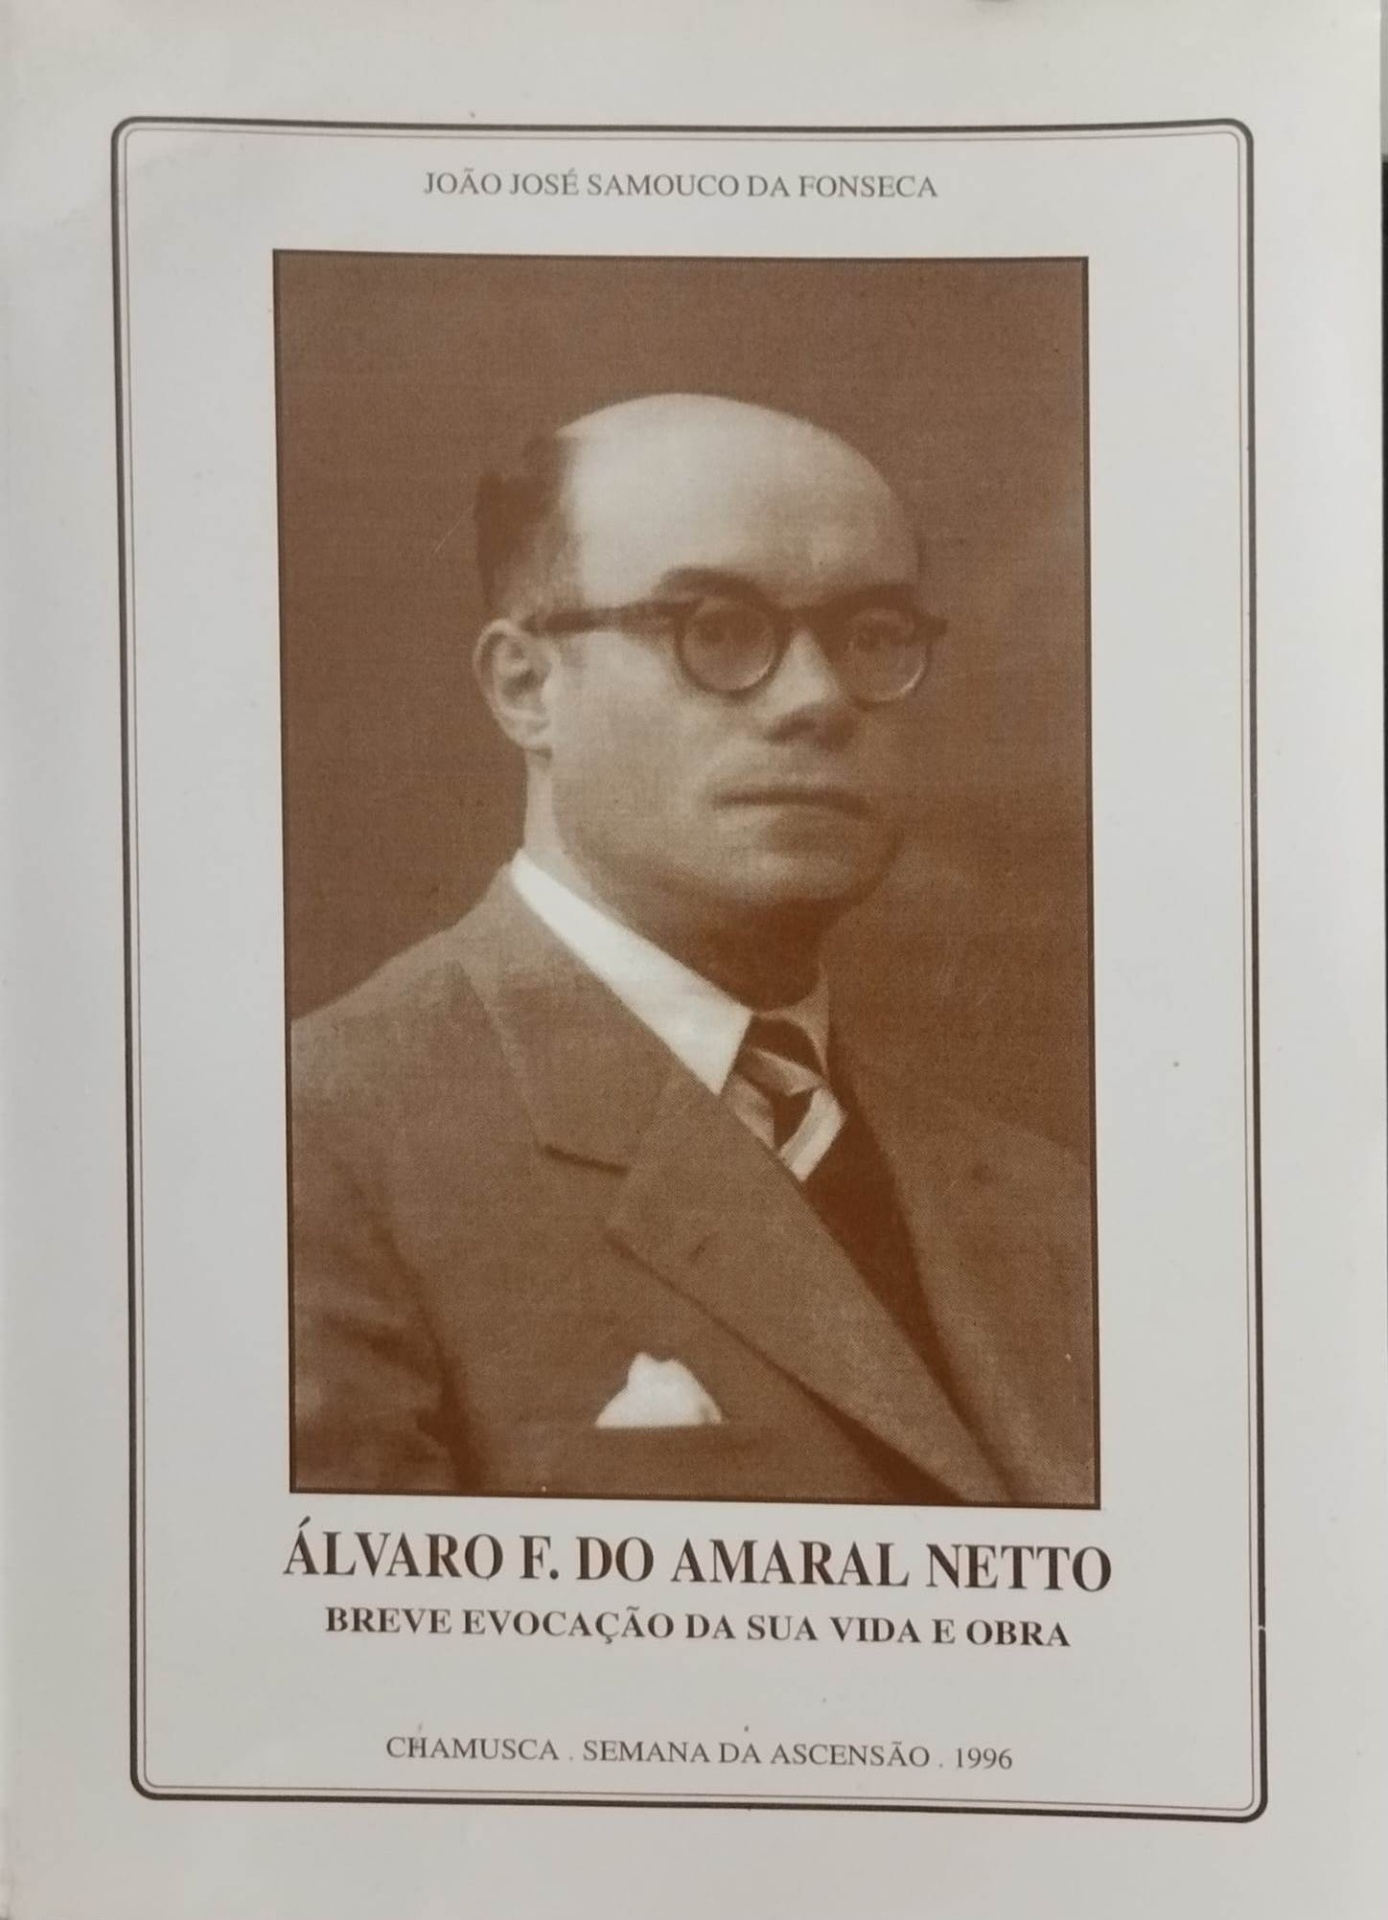 JOÃO JOSÉ SAMOUCO DA FONSECA
ÁLVARO F. DO AMARAL NETTO
BREVE EVOCAÇÃO DA SUA VIDA E OBRA
CHAMUSCA . SEMANA DA ASCENSÃO . 1996